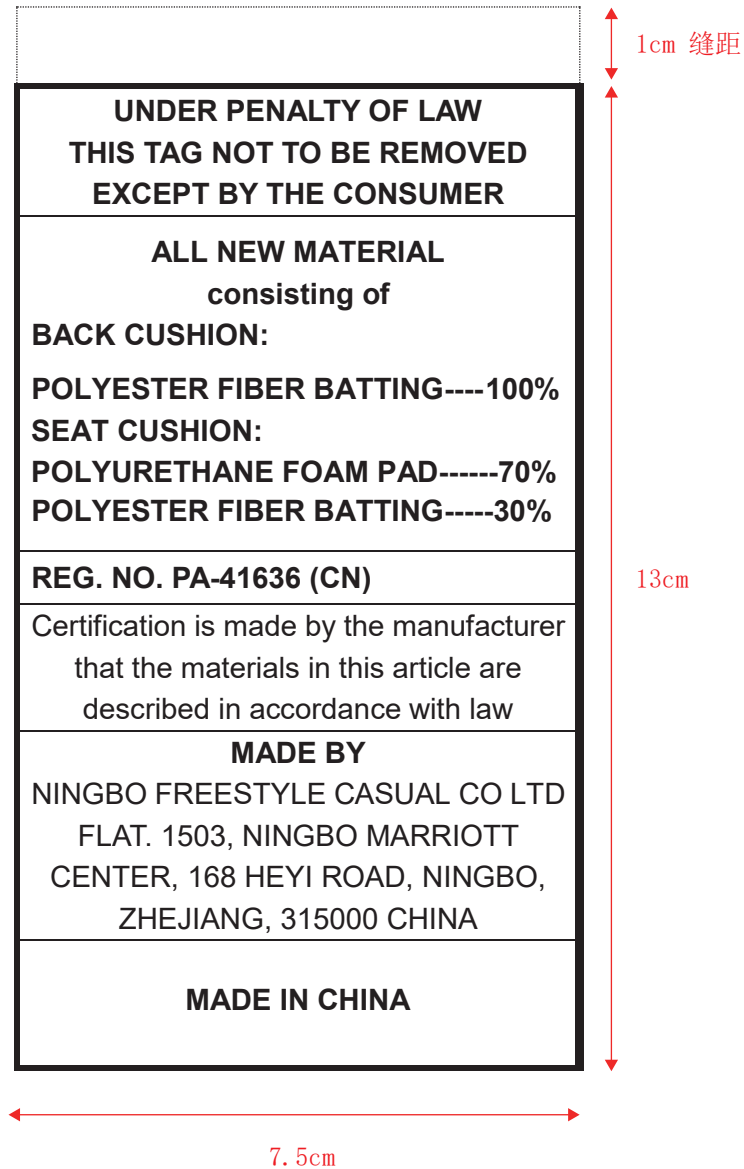 1cm 缝距
UNDER PENALTY OF LAW
THIS TAG NOT TO BE REMOVED
EXCEPT BY THE CONSUMER
ALL NEW MATERIAL
consisting of
BACK CUSHION:
POLYESTER FIBER BATTING----100%
SEAT CUSHION:
POLYURETHANE FOAM PAD------70%
POLYESTER FIBER BATTING-----30%
REG. NO. PA-41636 (CN)
13cm
Certification is made by the manufacturer
that the materials in this article are
described in accordance with law
MADE BY
NINGBO FREESTYLE CASUAL CO LTD
FLAT. 1503, NINGBO MARRIOTT
CENTER, 168 HEYI ROAD, NINGBO,
ZHEJIANG, 315000 CHINA
MADE IN CHINA
7.5cm